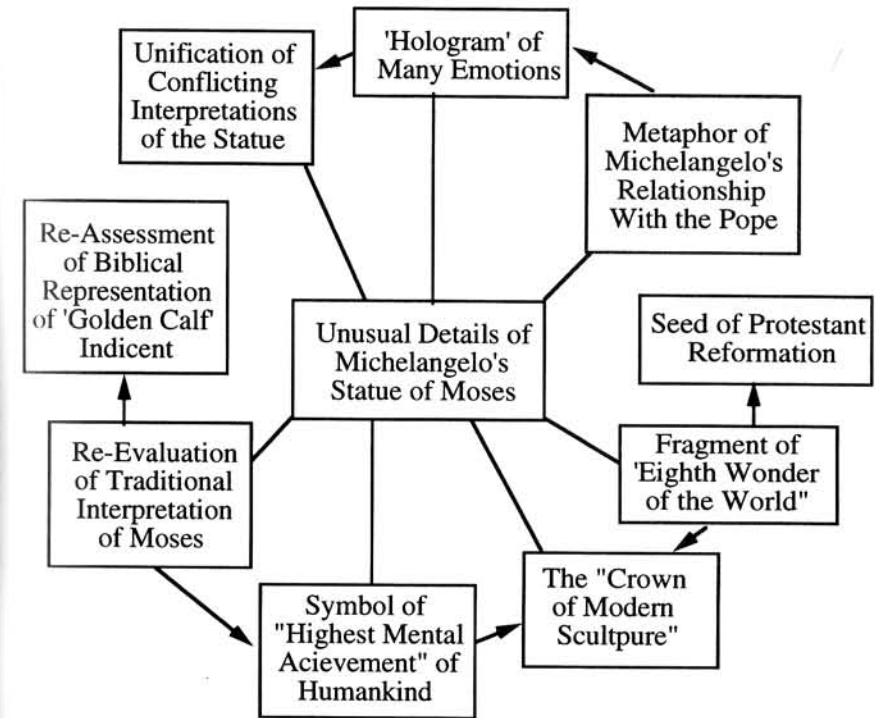 'Hologram' of
Many Emotions
Unification of
Conflicting
Interpretations
of the Statue
Metaphor of
Michelangelo's
Relationship
With the Pope
Re-Assessment
of Biblical
Representation
of 'Golden Calf'
Indicent
Unusual Details of
Michelangelo's
Statue of Moses
Seed of Protestant
Reformation
Re-Evaluation
of Traditional
Interpretation
of Moses
Fragment of
'Eighth Wonder
of the World"
The "Crown
of Modern
Scultpure"
Symbol of
"Highest Mental
Acievement" of
Humankind